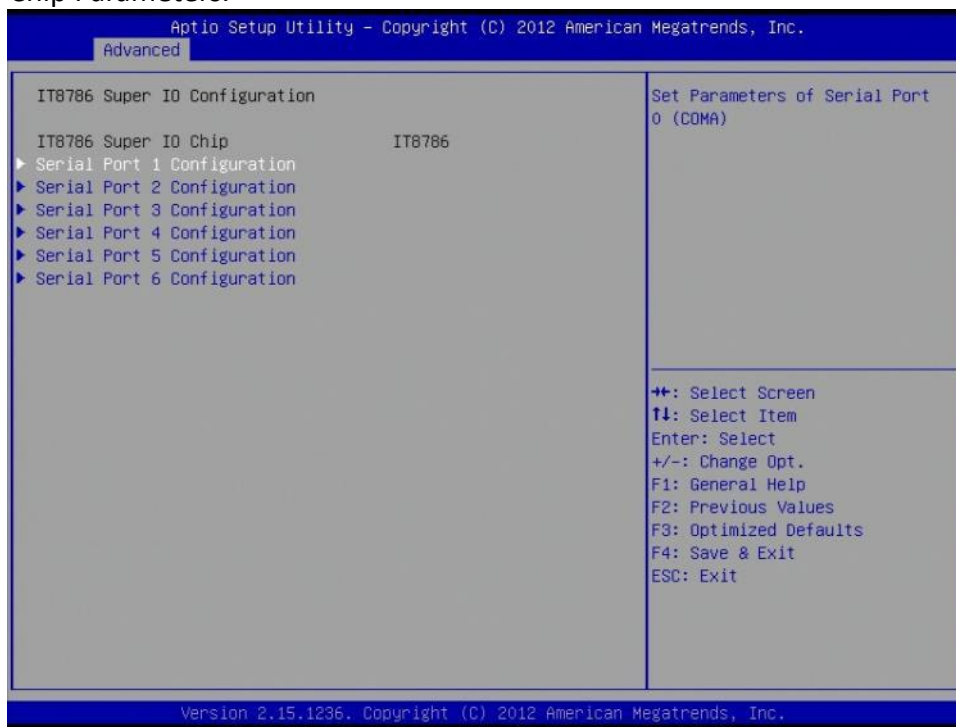 Chip Parameters.
Aptio Setup Utility – Copyright (C) 2012 American Megatrends, Inc.
Advanced
IT8786 Super IO Configuration
IT8786 Super IO Chip IT8786
Serial Port 1 Configuration
Serial Port 2 Configuration
Serial Port 3 Configuration
Serial Port 4 Configuration
Serial Port 5 Configuration
Serial Port 6 Configuration
Set Parameters of Serial Port
0 (COMA)
→←: Select Screen
↑↓: Select Item
Enter: Select
+/-: Change Opt.
F1: General Help
F2: Previous Values
F3: Optimized Defaults
F4: Save & Exit
ESC: Exit
Version 2.15.1236. Copyright (C) 2012 American Megatrends, Inc.